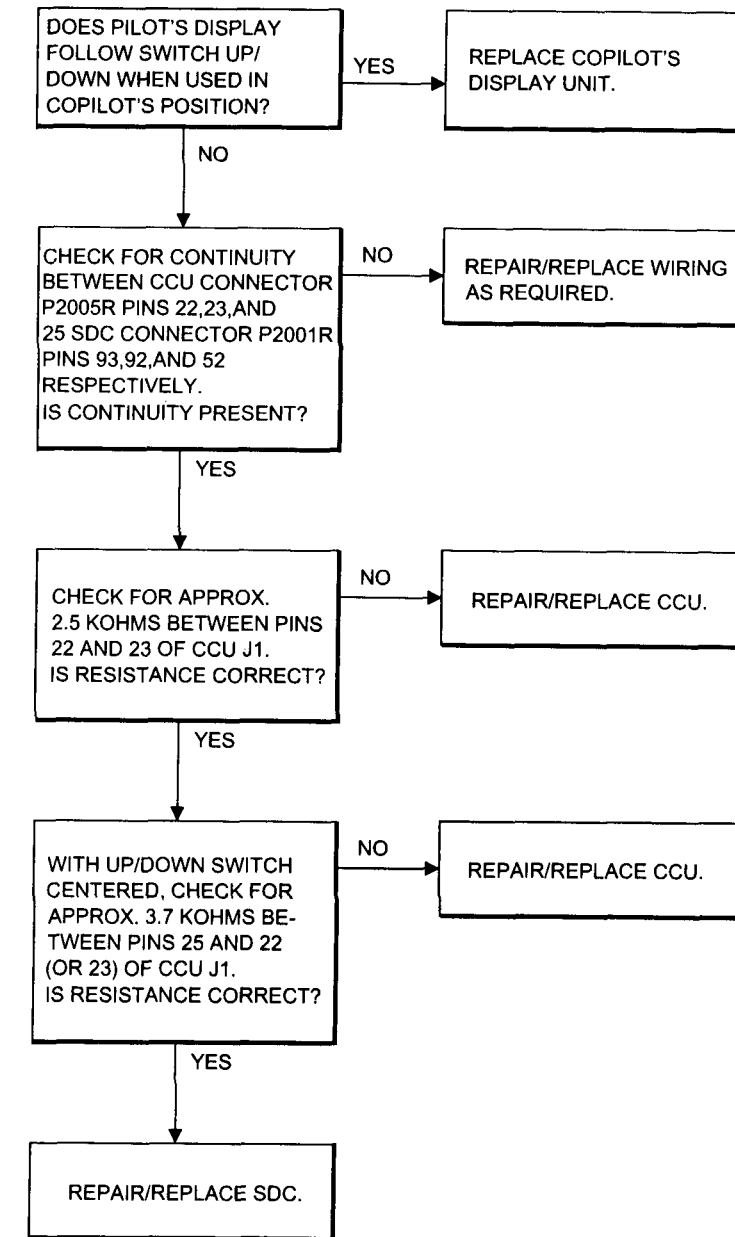 DOES PILOT'S DISPLAY
FOLLOW SWITCH UP/
DOWN WHEN USED IN
COPILOT'S POSITION?
YES
REPLACE COPILOT'S
DISPLAY UNIT.
NO
CHECK FOR CONTINUITY
BETWEEN CCU CONNECTOR
P2005R PINS 22,23,AND
25 SDC CONNECTOR P2001R
PINS 93,92,AND 52
RESPECTIVELY.
IS CONTINUITY PRESENT?
NO
REPAIR/REPLACE WIRING
AS REQUIRED.
YES
CHECK FOR APPROX.
2.5 KOHMS BETWEEN PINS
22 AND 23 OF CCU J1.
IS RESISTANCE CORRECT?
NO
REPAIR/REPLACE CCU.
YES
WITH UP/DOWN SWITCH
CENTERED, CHECK FOR
APPROX. 3.7 KOHMS BE-
TWEEN PINS 25 AND 22
(OR 23) OF CCU J1.
IS RESISTANCE CORRECT?
NO
REPAIR/REPLACE CCU.
YES
REPAIR/REPLACE SDC.